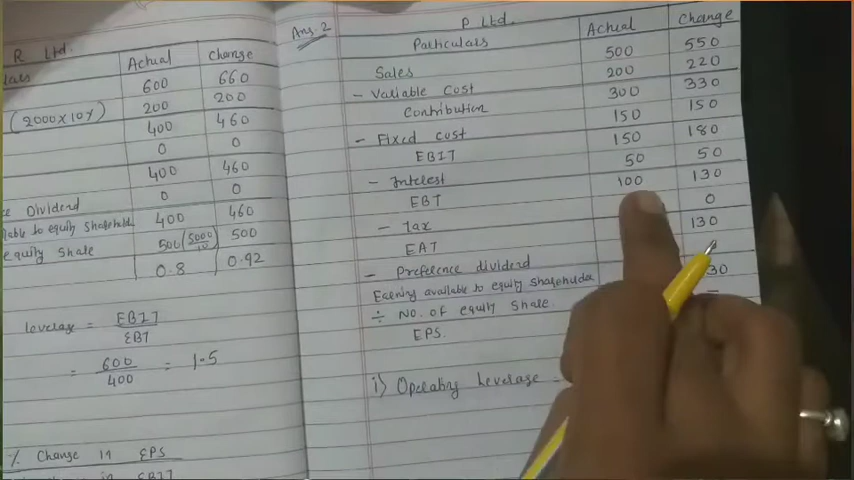 R Ltd.
Actual Change
600 660
(2000x10%) 200 200
400 460
0 0
400 460
Dividend 0 0
equity Shareholder 400 460
equity Share 500 (5000/10) 500
0.8 0.92
leverage = EBIT
EBT
= 600 = 1.5
400
% Change in EPS
EBIT
Ans. 2
P Ltd.
Particulars Actual Change
Sales 500 550
- Variable Cost 200 220
Contribution 300 330
- Fixed cost 150 150
EBIT 150 180
- Interest 50 50
EBT 100 130
- Tax 0
EAT 130
- Preference dividend
Earning available to equity Shareholder 30
÷ No. of equity Share
EPS.
i) Operating Leverage =